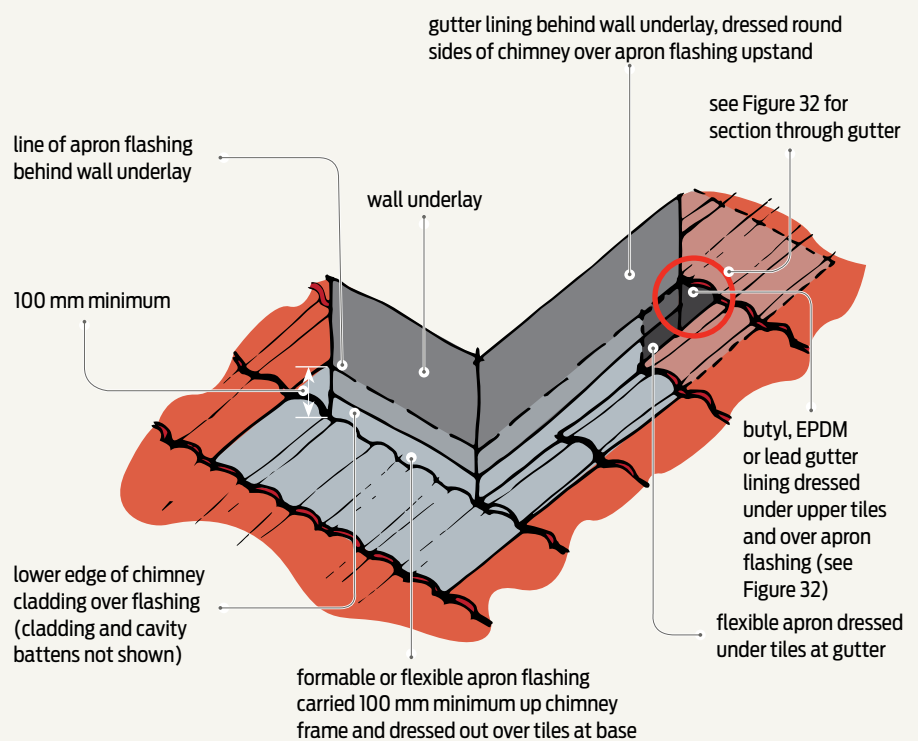 gutter lining behind wall underlay, dressed round
sides of chimney over apron flashing upstand
see Figure 32 for
section through gutter
line of apron flashing
behind wall underlay
wall underlay
100 mm minimum
butyl, EPDM
or lead gutter
lining dressed
under upper tiles
and over apron
flashing (see
Figure 32)
lower edge of chimney
cladding over flashing
(cladding and cavity
battens not shown)
flexible apron dressed
under tiles at gutter
formable or flexible apron flashing
carried 100 mm minimum up chimney
frame and dressed out over tiles at base